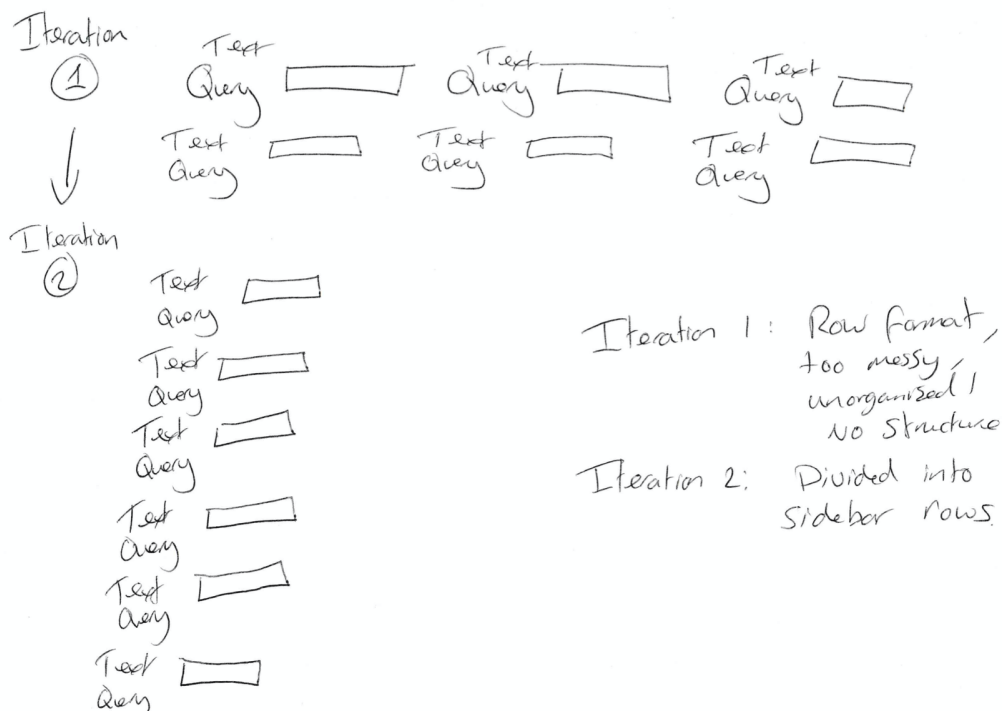 Iteration
1
Text
Query
Text
Query
Text
Query
Text
Query
Text
Query
Text
Query
Iteration
2
Text
Query
Text
Query
Text
Query
Text
Query
Text
Query
Text
Query
Iteration 1: Row format,
too messy,
unorganised,
No structure
Iteration 2: Divided into
sidebar rows.